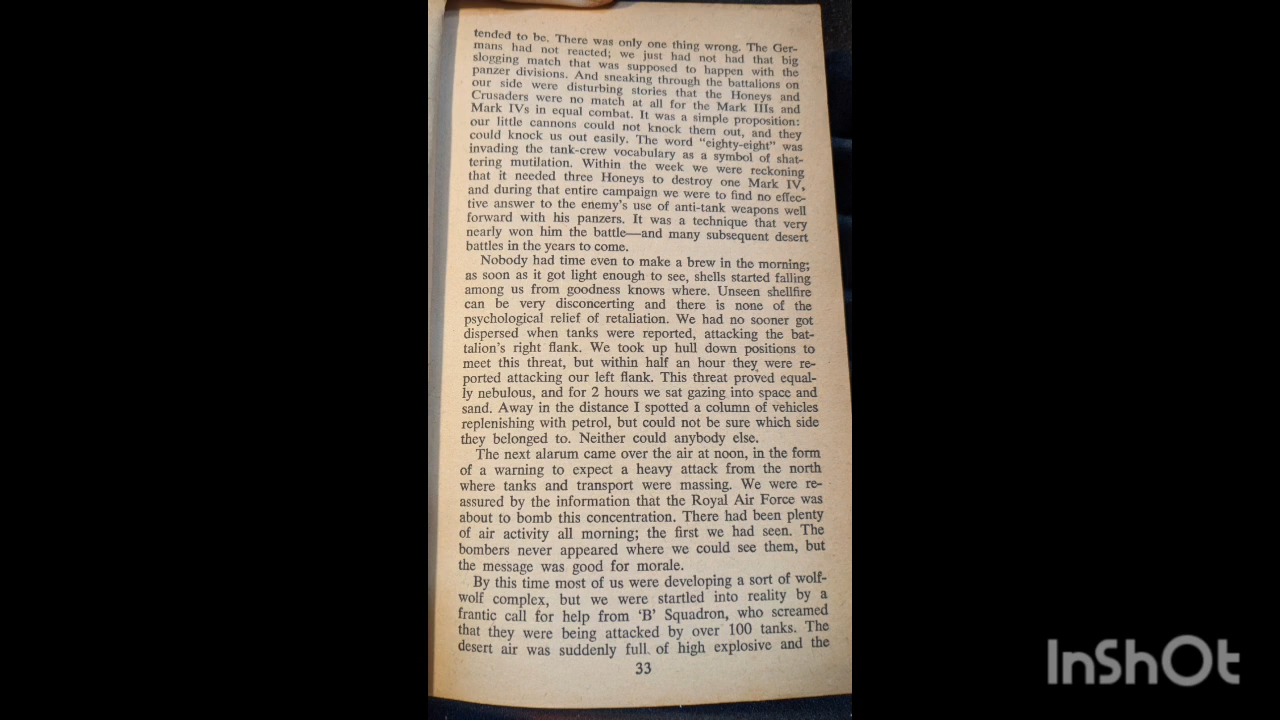 tended to be. There was only one thing wrong. The Ger-
mans had not reacted; we just had not had that big
slogging match that was supposed to happen with the
panzer divisions. And sneaking through the battalions on
our side were disturbing stories that the Honeys and
Crusaders were no match at all for the Mark IIIs and
Mark IVs in equal combat. It was a simple proposition:
our little cannons could not knock them out, and they
could knock us out easily. The word "eighty-eight" was
invading the tank-crew vocabulary as a symbol of shat-
tering mutilation. Within the week we were reckoning
that it needed three Honeys to destroy one Mark IV,
and during that entire campaign we were to find no effec-
tive answer to the enemy's use of anti-tank weapons well
forward with his panzers. It was a technique that very
nearly won him the battle—and many subsequent desert
battles in the years to come.
Nobody had time even to make a brew in the morning;
as soon as it got light enough to see, shells started falling
among us from goodness knows where. Unseen shellfire
can be very disconcerting and there is none of the
psychological relief of retaliation. We had no sooner got
dispersed when tanks were reported, attacking the bat-
talion's right flank. We took up hull down positions to
meet this threat, but within half an hour they were re-
ported attacking our left flank. This threat proved equal-
ly nebulous, and for 2 hours we sat gazing into space and
sand. Away in the distance I spotted a column of vehicles
replenishing with petrol, but could not be sure which side
they belonged to. Neither could anybody else.
The next alarum came over the air at noon, in the form
of a warning to expect a heavy attack from the north
where tanks and transport were massing. We were re-
assured by the information that the Royal Air Force was
about to bomb this concentration. There had been plenty
of air activity all morning; the first we had seen. The
bombers never appeared where we could see them, but
the message was good for morale.
By this time most of us were developing a sort of wolf-
wolf complex, but we were startled into reality by a
frantic call for help from 'B' Squadron, who screamed
that they were being attacked by over 100 tanks. The
desert air was suddenly full of high explosive and the
33
InShOt